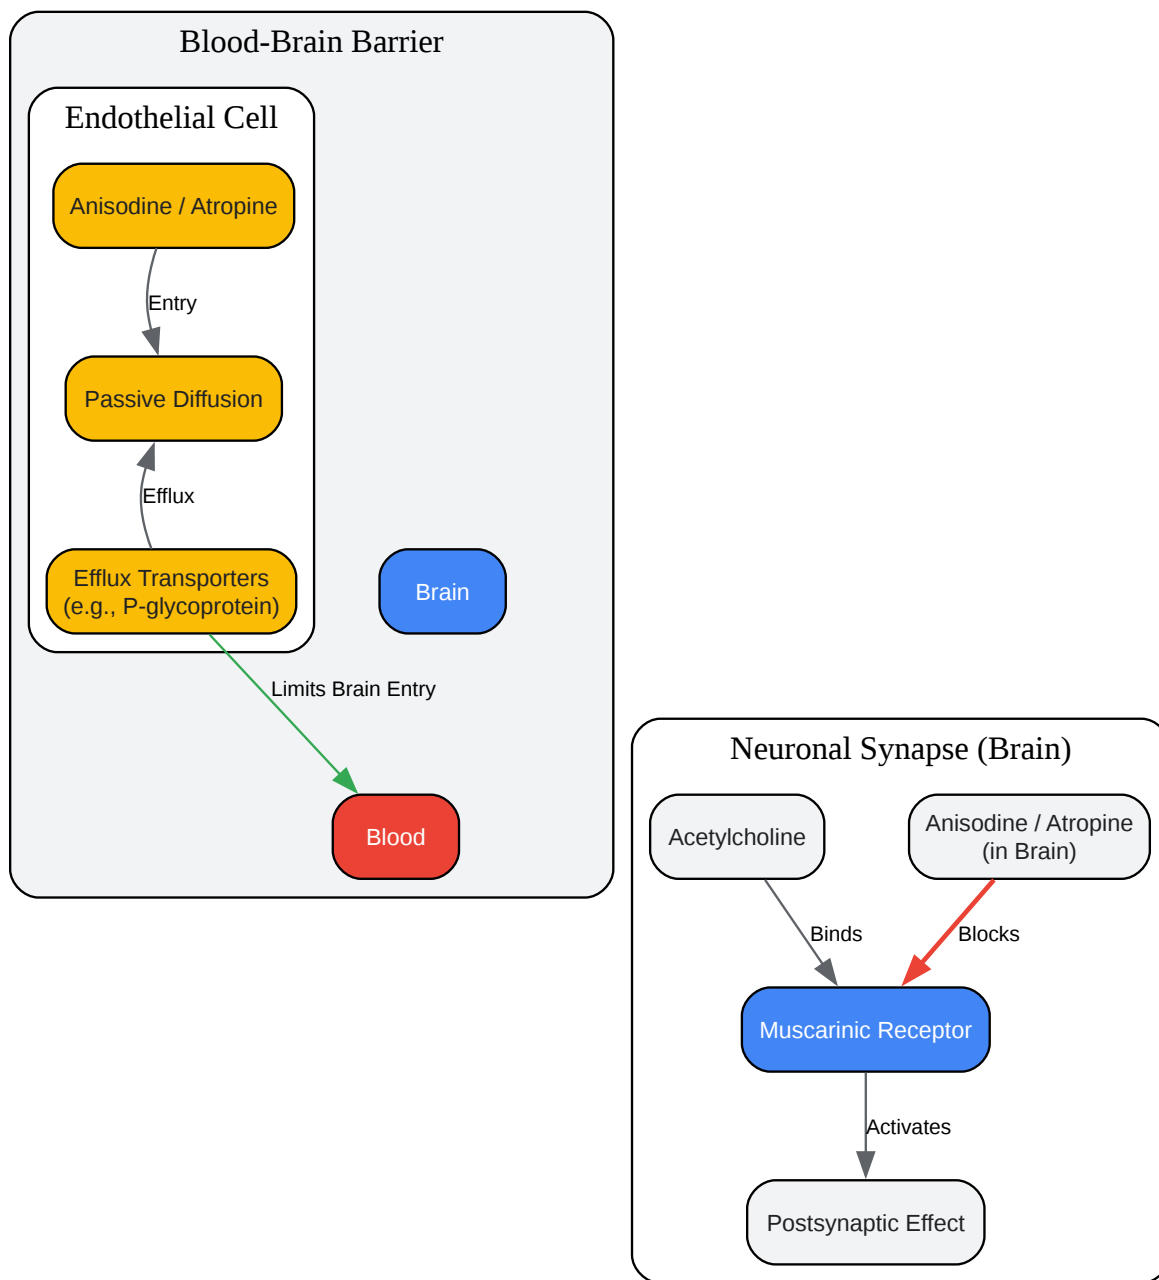 Blood-Brain Barrier
Endothelial Cell
Anisodine / Atropine
Entry
Passive Diffusion
Efflux
Efflux Transporters
(e.g., P-glycoprotein)
Brain
Limits Brain Entry
Blood
Neuronal Synapse (Brain)
Acetylcholine
Anisodine / Atropine
(in Brain)
Binds
Blocks
Muscarinic Receptor
Activates
Postsynaptic Effect